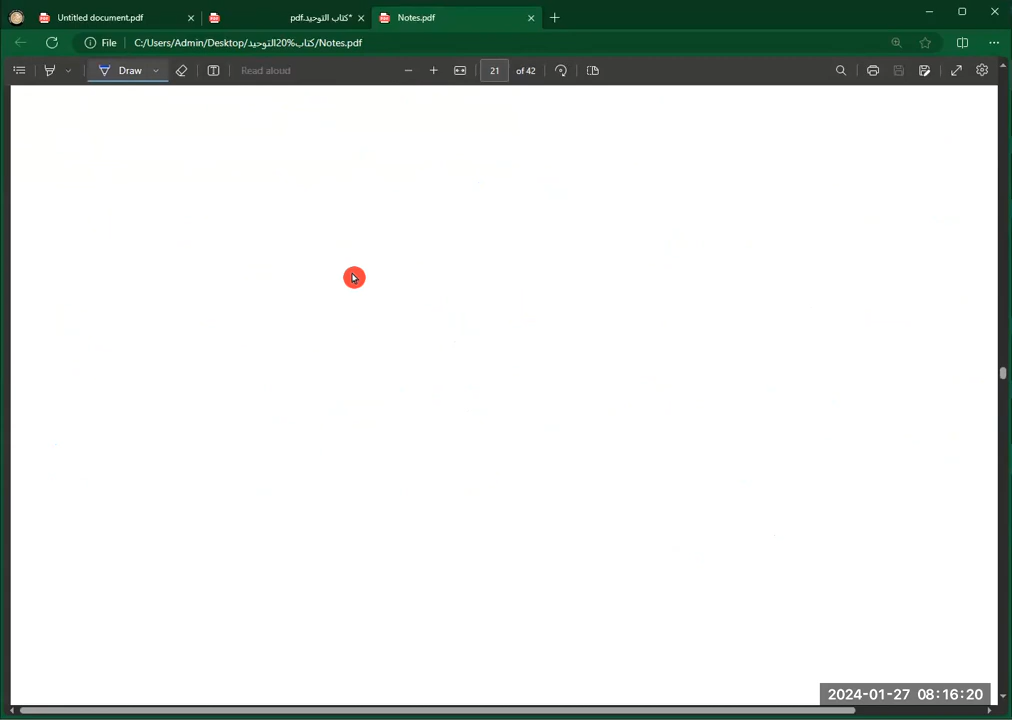 Untitled document.pdf
*كتاب التوحيد.pdf
Notes.pdf
File
C:/Users/Admin/Desktop/كتاب%20التوحيد/Notes.pdf
Draw
Read aloud
21
of 42
2024-01-27 08:16:20